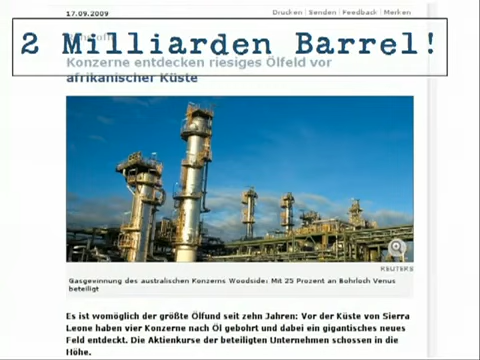 17.09.2009
Drucken | Senden | Feedback | Merken
2 Milliarden Barrel!
Konzerne entdecken riesiges Ölfeld vor
afrikanischer Küste
REUTERS
Gasgewinnung des australischen Konzerns Woodside: Mit 25 Prozent an Bohrloch Venus
beteiligt
Es ist womöglich der größte Ölfund seit zehn Jahren: Vor der Küste von Sierra
Leone haben vier Konzerne nach Öl gebohrt und dabei ein gigantisches neues
Feld entdeckt. Die Aktienkurse der beteiligten Unternehmen schossen in die
Höhe.